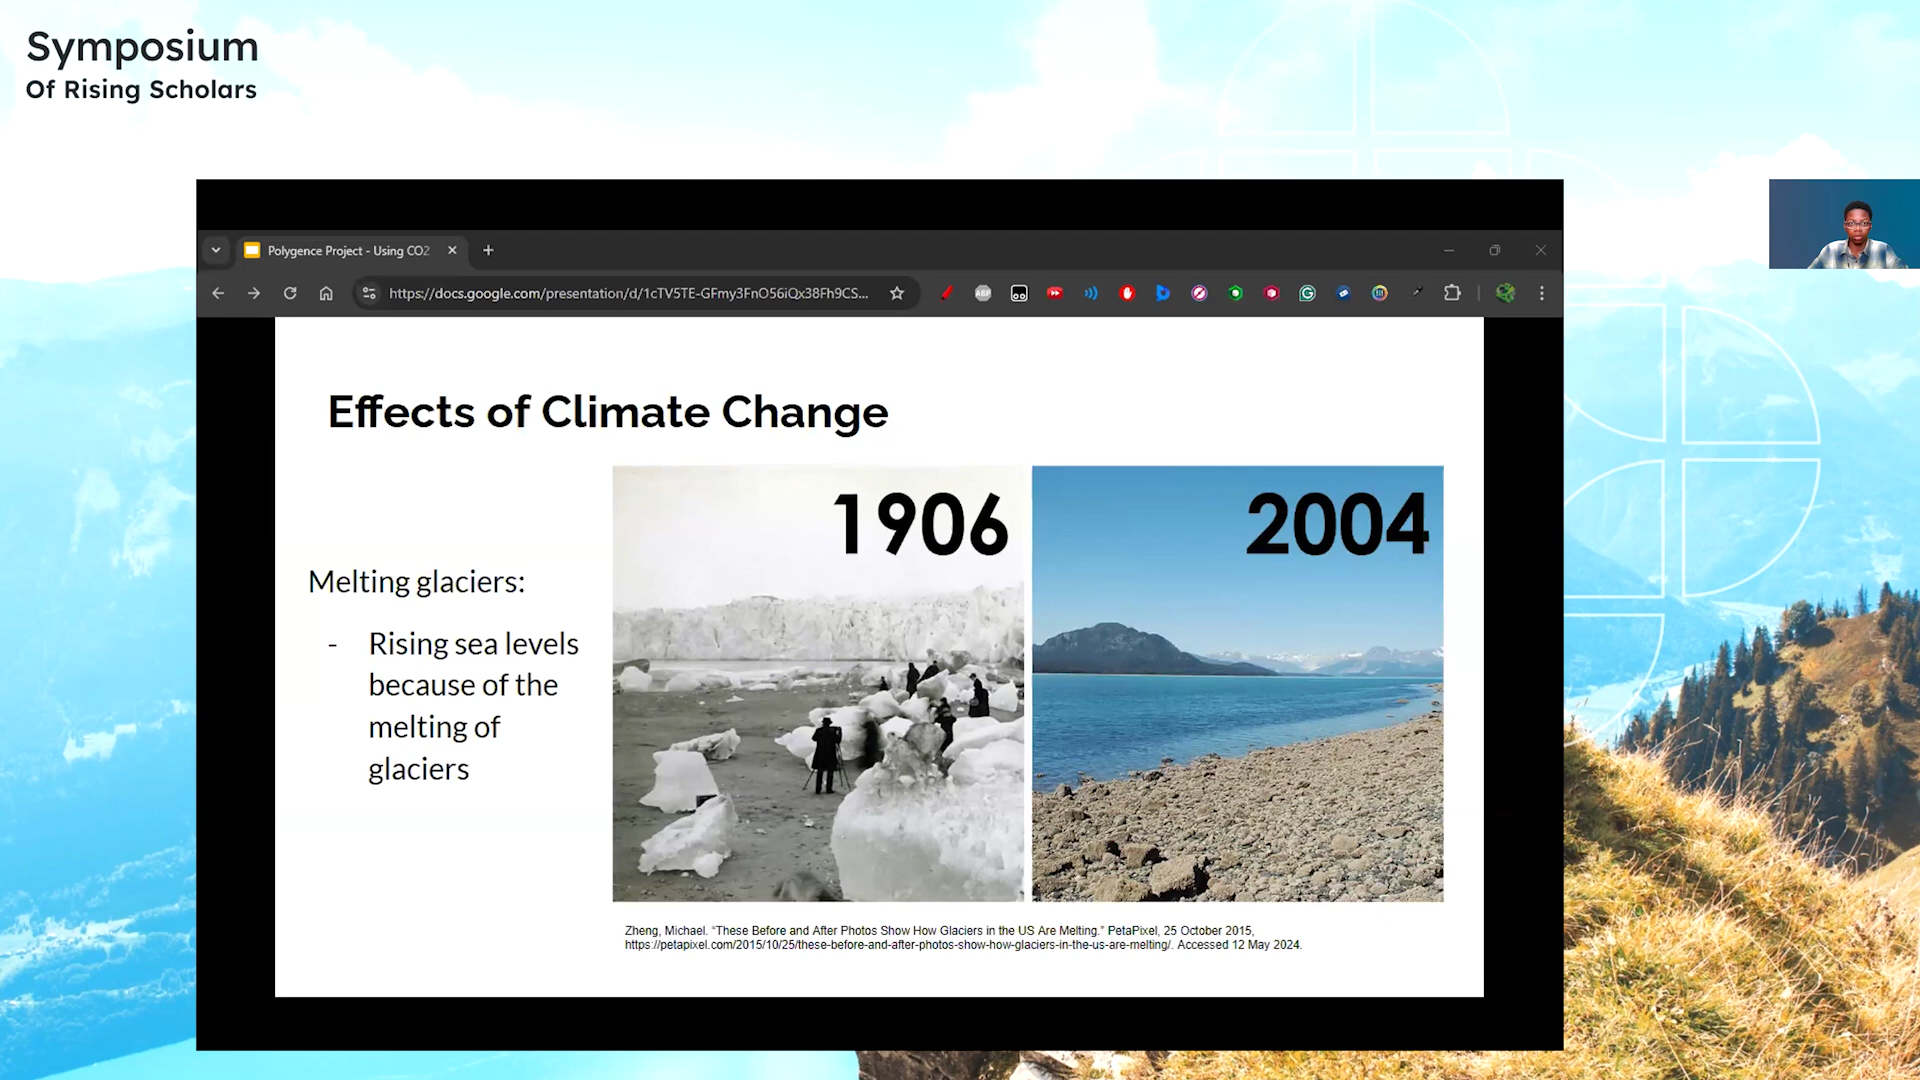 Symposium
Of Rising Scholars
Polygence Project - Using CO2
https://docs.google.com/presentation/d/1cTV5TE-GFmy3FnO56iQx38Fh9CS...
ABP
Effects of Climate Change
1906
2004
Melting glaciers:
- Rising sea levels
because of the
melting of
glaciers
Zheng, Michael. “These Before and After Photos Show How Glaciers in the US Are Melting.” PetaPixel, 25 October 2015,
https://petapixel.com/2015/10/25/these-before-and-after-photos-show-how-glaciers-in-the-us-are-melting/. Accessed 12 May 2024.